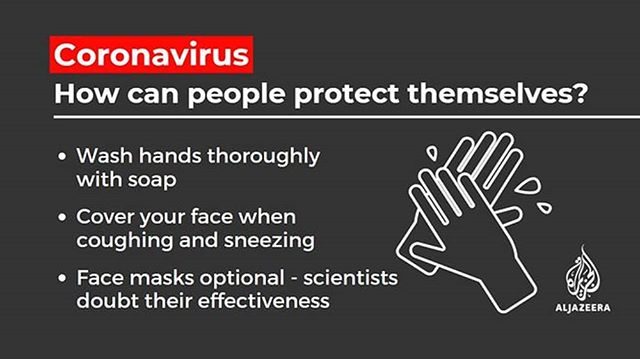 Coronavirus
How can people protect themselves?
• Wash hands thoroughly
with soap
• Cover your face when
coughing and sneezing
• Face masks optional - scientists
doubt their effectiveness
ALJAZEERA